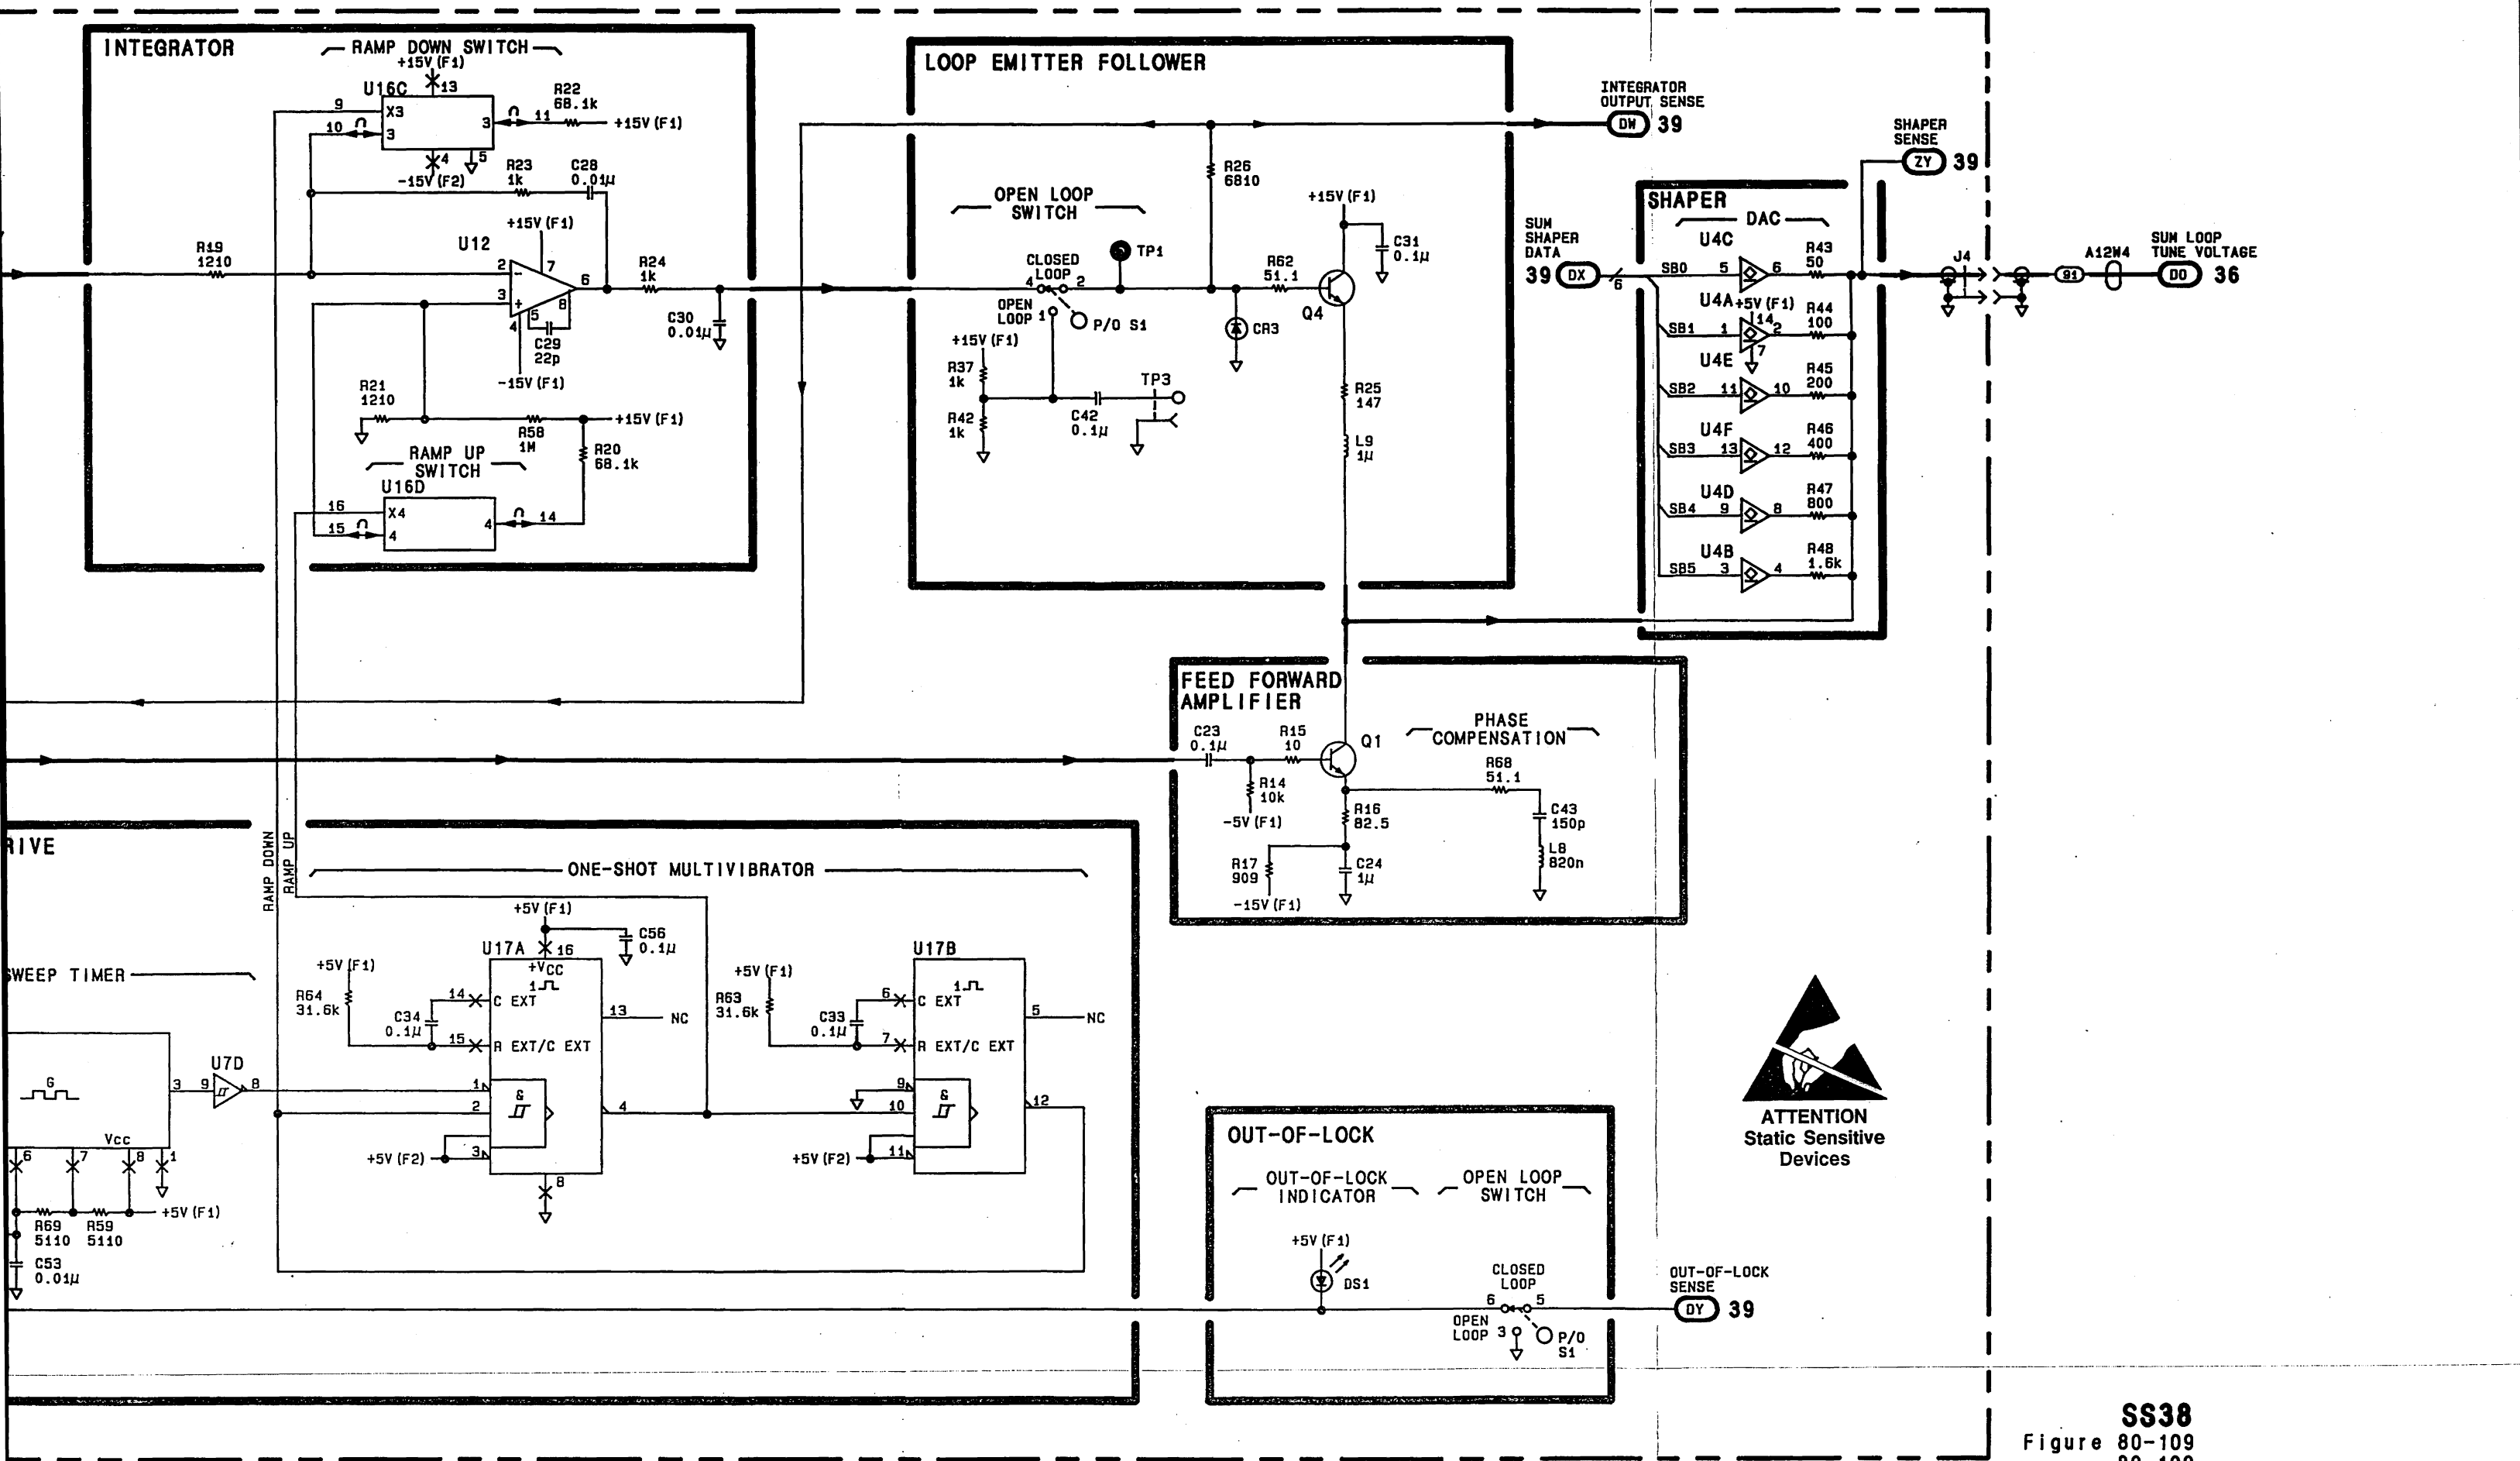 INTEGRATOR
RAMP DOWN SWITCH
+15V(F1)
13
U16C
9
X3
10
3
3
11
R22
68.1k
+15V(F1)
4
5
-15V(F2)
R23
1k
C28
0.01µ
R19
1210
+15V(F1)
U12
2
-
7
6
3
+
5
8
4
C29
22p
-15V(F1)
R24
1k
C30
0.01µ
R21
1210
R58
1M
+15V(F1)
R20
68.1k
RAMP UP
SWITCH
U16D
16
X4
15
4
4
14
LOOP EMITTER FOLLOWER
OPEN LOOP
SWITCH
CLOSED
LOOP
4
2
OPEN
LOOP 1
P/O S1
TP1
R26
6810
R62
51.1
+15V(F1)
C31
0.1µ
Q4
CR3
+15V(F1)
R37
1k
R42
1k
C42
0.1µ
TP3
R25
147
L9
1µ
INTEGRATOR
OUTPUT SENSE
DW 39
SHAPER
SENSE
ZY 39
SUM
SHAPER
DATA
39 DX
6
SHAPER
DAC
U4C
SB0 5 6
R43
50
U4A
+5V(F1)
14
SB1 1 2
7
R44
100
U4E
SB2 11 10
R45
200
U4F
SB3 13 12
R46
400
U4D
SB4 9 8
R47
800
U4B
SB5 3 4
R48
1.6k
J4
91
A12W4
SUM LOOP
TUNE VOLTAGE
DO 36
FEED FORWARD
AMPLIFIER
C23
0.1µ
R15
10
Q1
R14
10k
-5V(F1)
PHASE
COMPENSATION
R68
51.1
C43
150p
L8
820n
R16
82.5
R17
909
C24
1µ
-15V(F1)
RIVE
RAMP DOWN
RAMP UP
ONE-SHOT MULTIVIBRATOR
SWEEP TIMER
G
3
9
U7D
8
Vcc
6
7
8
1
R69
5110
R59
5110
+5V(F1)
C53
0.01µ
+5V(F1)
R64
31.6k
C34
0.1µ
+5V(F1)
C56
0.1µ
U17A
16
+VCC
1
14
C EXT
13
NC
15
R EXT/C EXT
1
&
2
4
+5V(F2)
3
8
+5V(F1)
R63
31.6k
C33
0.1µ
U17B
1
6
C EXT
5
NC
7
R EXT/C EXT
9
&
10
12
+5V(F2)
11
OUT-OF-LOCK
OUT-OF-LOCK
INDICATOR
OPEN LOOP
SWITCH
+5V(F1)
DS1
CLOSED
LOOP
6
5
OPEN
LOOP 3
P/O
S1
OUT-OF-LOCK
SENSE
DY 39
ATTENTION
Static Sensitive
Devices
SS38
Figure 80-109